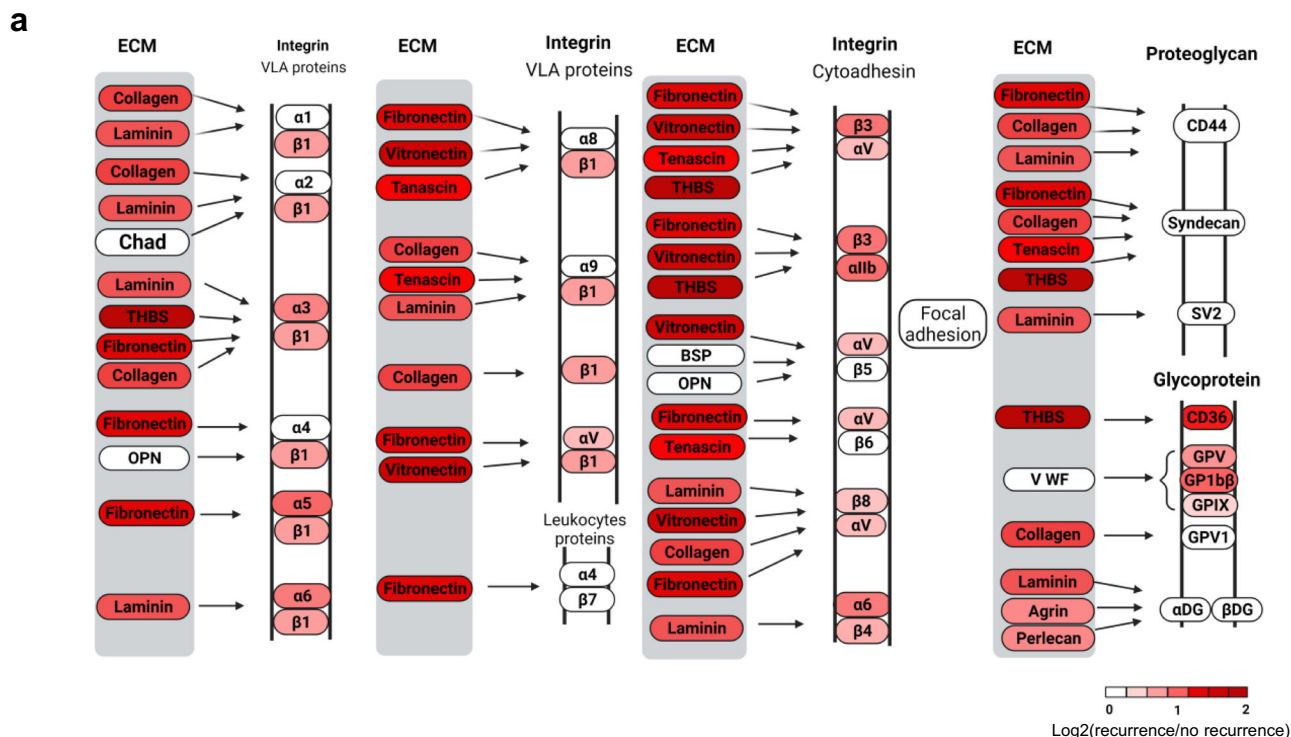 a
ECM
Integrin
VLA proteins
Collagen
Laminin
α1
β1
Collagen
Laminin
Chad
α2
β1
Laminin
THBS
Fibronectin
Collagen
α3
β1
Fibronectin
OPN
α4
β1
Fibronectin
α5
β1
Laminin
α6
β1
ECM
Integrin
VLA proteins
Fibronectin
Vitronectin
Tanascin
α8
β1
Collagen
Tenascin
Laminin
α9
β1
Collagen
β1
Fibronectin
Vitronectin
αV
β1
Leukocytes
proteins
Fibronectin
α4
β7
ECM
Integrin
Cytoadhesin
Fibronectin
Vitronectin
Tenascin
THBS
β3
αV
Fibronectin
Vitronectin
THBS
β3
αIIb
Vitronectin
BSP
OPN
αV
β5
Fibronectin
Tenascin
αV
β6
Laminin
Vitronectin
Collagen
Fibronectin
β8
αV
Laminin
α6
β4
Focal
adhesion
ECM
Proteoglycan
Fibronectin
Collagen
Laminin
CD44
Fibronectin
Collagen
Tenascin
THBS
Syndecan
Laminin
SV2
Glycoprotein
THBS
CD36
V WF
GPV
GP1bβ
GPIX
Collagen
GPV1
Laminin
Agrin
Perlecan
αDG
βDG
0 1 2
Log2(recurrence/no recurrence)